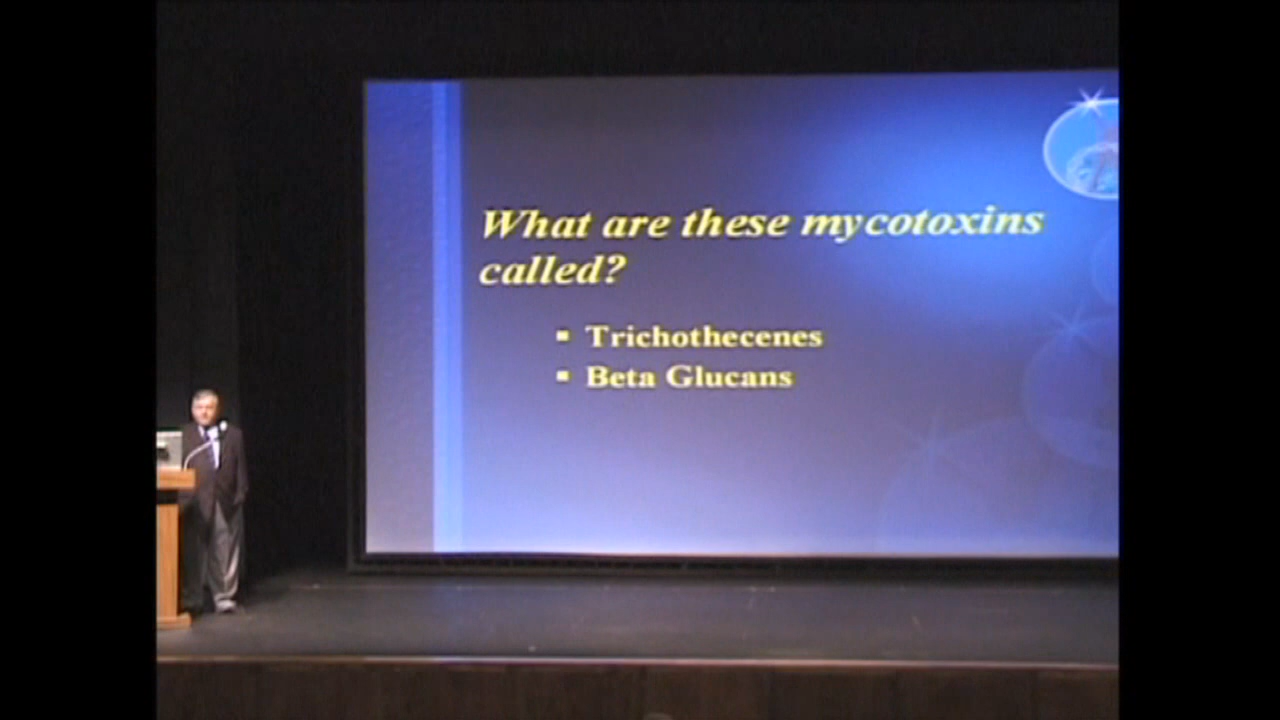 What are these mycotoxins
called?
▪ Trichothecenes
▪ Beta Glucans